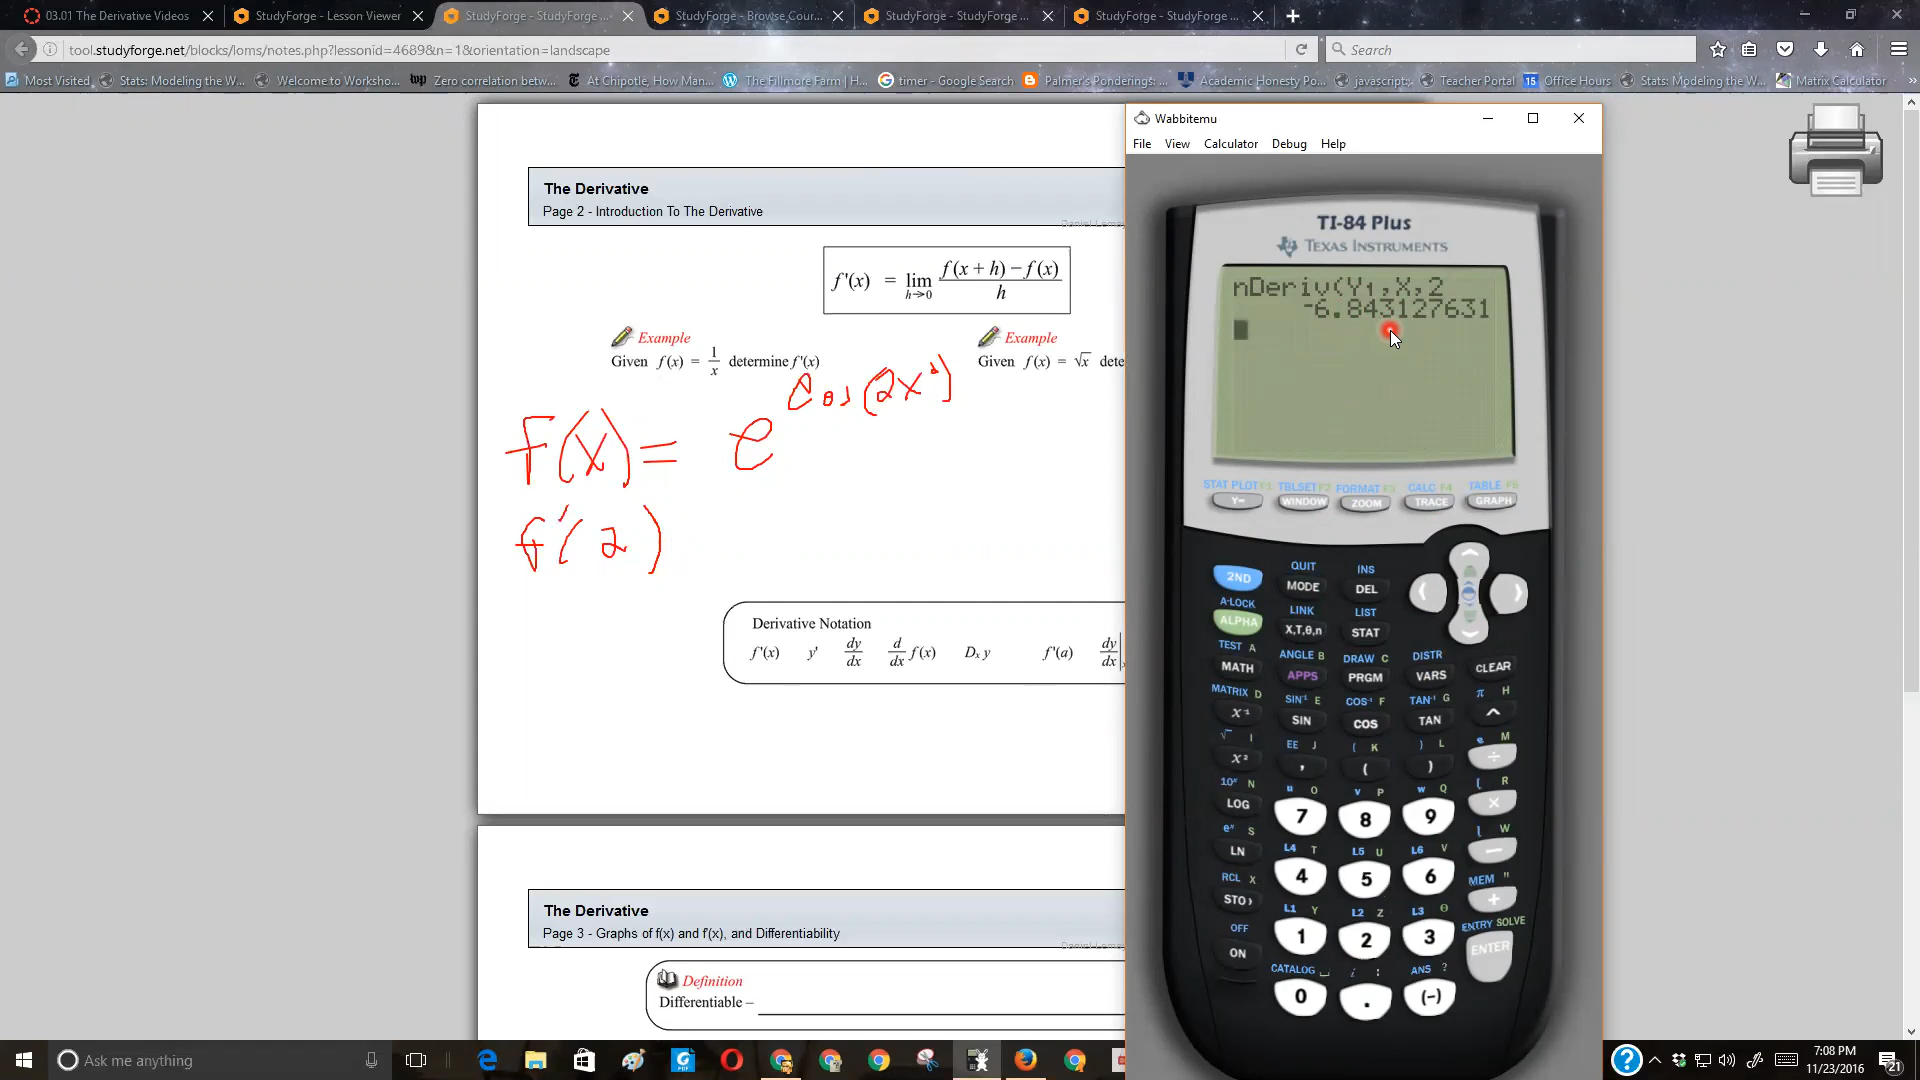 03.01 The Derivative Videos
StudyForge - Lesson Viewer
StudyForge - StudyForge ...
StudyForge - Browse Cour...
StudyForge - StudyForge ...
StudyForge - StudyForge ...
tool.studyforge.net/blocks/loms/notes.php?lessonid=4689&n=1&orientation=landscape
Search
Most Visited
Stats: Modeling the W...
Welcome to Worksho...
Zero correlation betw...
At Chipotle, How Man...
The Fillmore Farm | H...
timer - Google Search
Palmer's Ponderings: ...
Academic Honesty Po...
javascript:;
Teacher Portal
15 Office Hours
Stats: Modeling the W...
Matrix Calculator
The Derivative
Page 2 - Introduction To The Derivative
f'(x) = lim h→0 f(x + h) − f(x) / h
Example
Given f(x) = 1/x determine f'(x)
Example
Given f(x) = √x dete
F(x) = e
f'(2)
Derivative Notation
f'(x) y' dy/dx d/dx f(x) Dx y f'(a) dy/dx|
The Derivative
Page 3 - Graphs of f(x) and f'(x), and Differentiability
Definition
Differentiable –
Wabbitemu
File View Calculator Debug Help
TI-84 Plus
TEXAS INSTRUMENTS
nDeriv(Y₁,X,2
-6.843127631
STAT PLOT F1 TBLSET F2 FORMAT F3 CALC F4 TABLE F5
Y= WINDOW ZOOM TRACE GRAPH
QUIT INS
2ND MODE DEL
A-LOCK LINK LIST
ALPHA X,T,θ,n STAT
TEST A ANGLE B DRAW C DISTR
MATH APPS PRGM VARS CLEAR
MATRIX D SIN⁻¹ E COS⁻¹ F TAN⁻¹ G π H
X⁻¹ SIN COS TAN ^
√ I EE J { K } L e M
X² , ( ) ÷
10ˣ N u O v P w Q [ R
LOG 7 8 9 ×
eˣ S L4 T L5 U L6 V ] W
LN 4 5 6 −
RCL X L1 Y L2 Z L3 θ MEM "
STO› 1 2 3 +
OFF CATALOG i : ANS ? ENTRY SOLVE
ON 0 . (-) ENTER
Ask me anything
7:08 PM
11/23/2016
21